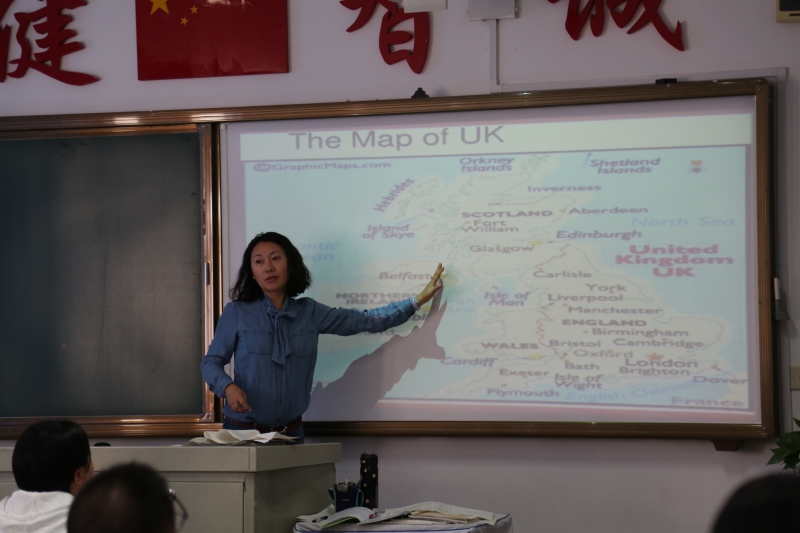 健 智 诚
The Map of UK
©GraphicMaps.com
Orkney
Islands
Shetland
Islands
Hebrides
Inverness
SCOTLAND
Aberdeen
Fort
William
North Sea
Island
of Skye
Edinburgh
Glasgow
United
Kingdom
UK
Belfast
Carlisle
York
Isle of
Man
Liverpool
Manchester
ENGLAND
Birmingham
WALES
Bristol
Cambridge
Oxford
Cardiff
Bath
London
Exeter
Isle of
Wight
Brighton
Dover
Plymouth
English
France